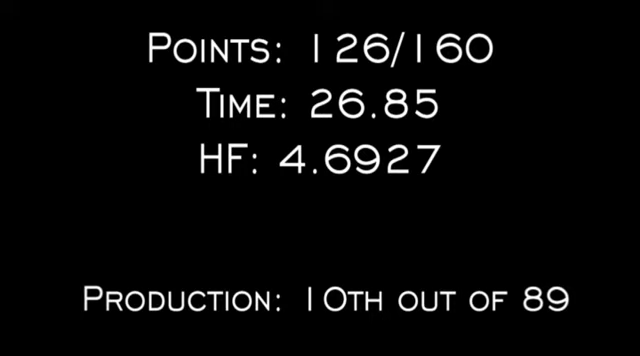 Points: 126/160
Time: 26.85
HF: 4.6927
Production: 10th out of 89